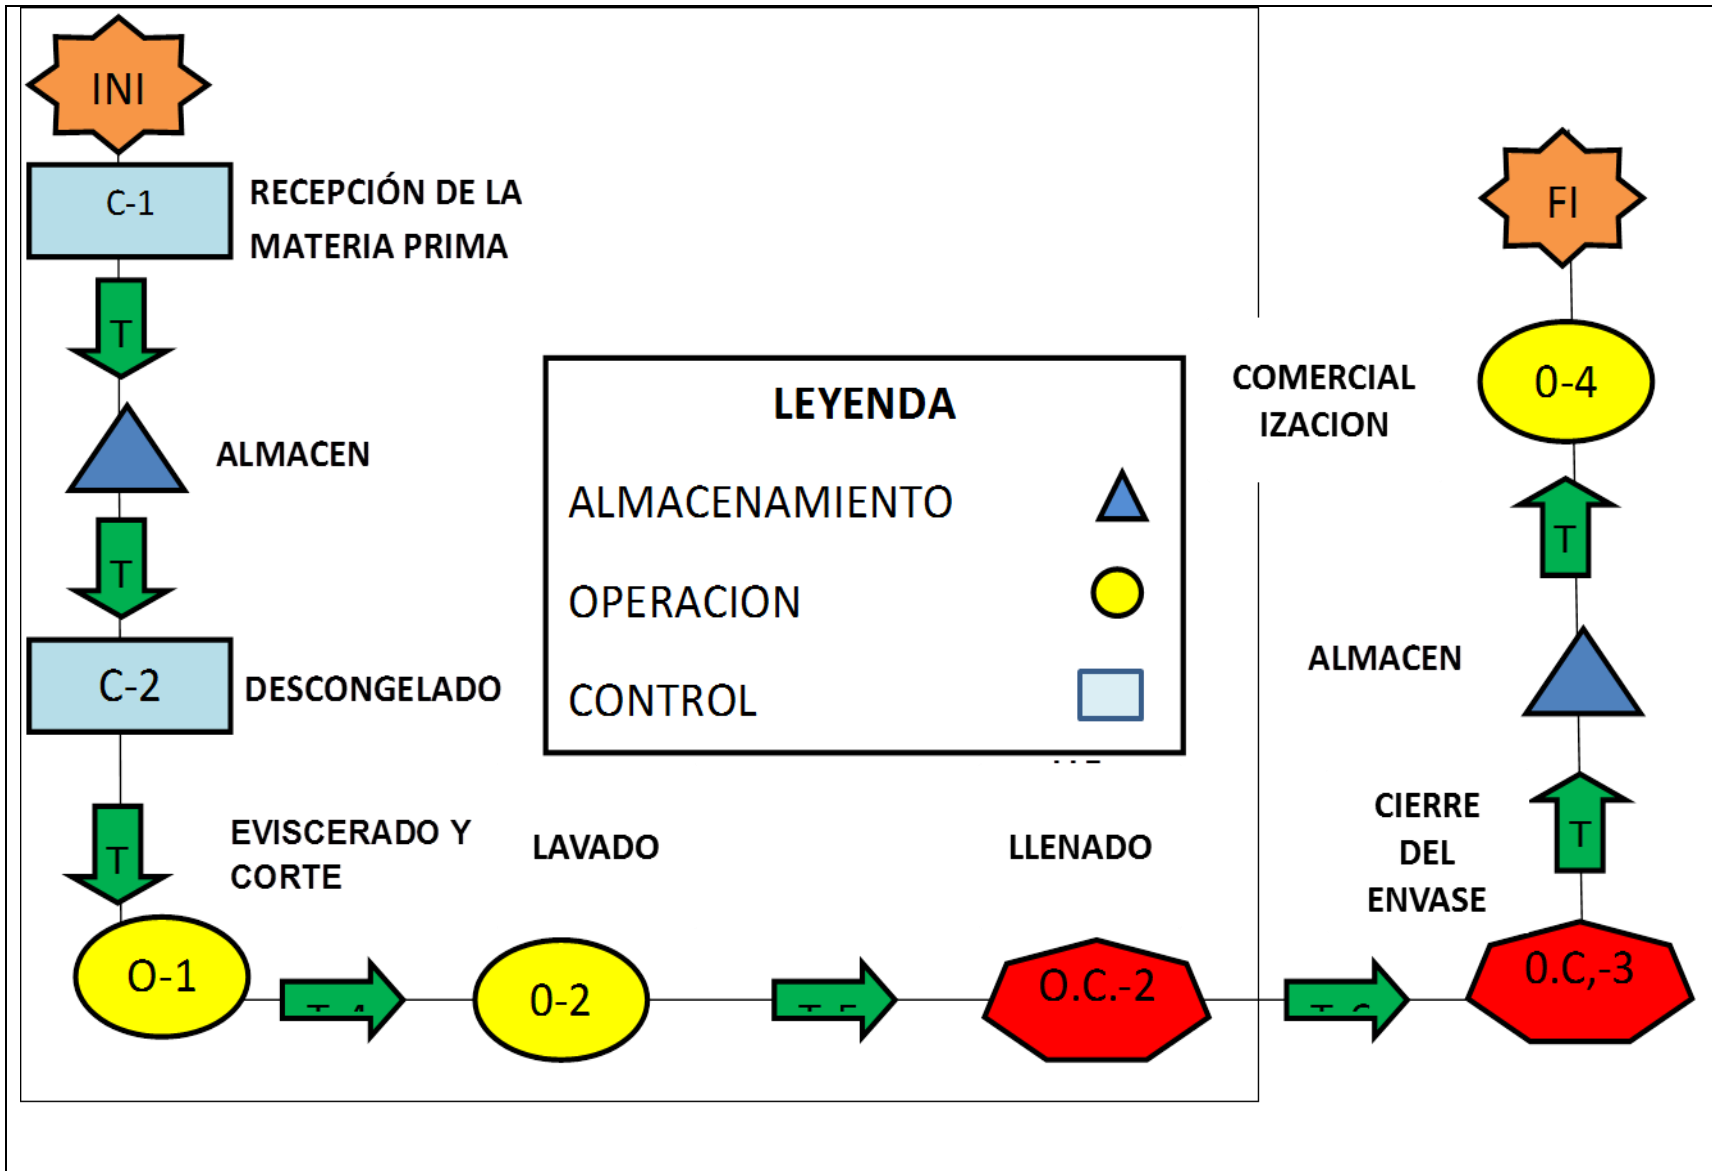 INI
C-1
RECEPCIÓN DE LA
MATERIA PRIMA
T
ALMACEN
T
C-2
DESCONGELADO
T
EVISCERADO Y
CORTE
O-1
LAVADO
0-2
LLENADO
O.C.-2
CIERRE
DEL
ENVASE
0.C,-3
T
ALMACEN
T
COMERCIAL
IZACION
0-4
FI
LEYENDA
ALMACENAMIENTO
OPERACION
CONTROL